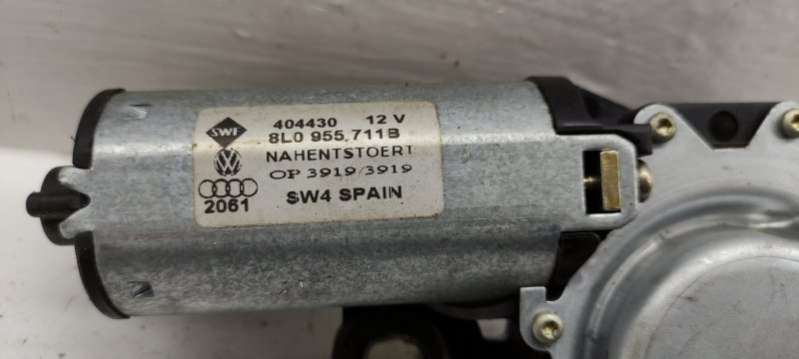 SWF 404430 12 V
8L0 955.711B
NAHENTSTOERT
OP 3919/3919
2061 SW4 SPAIN